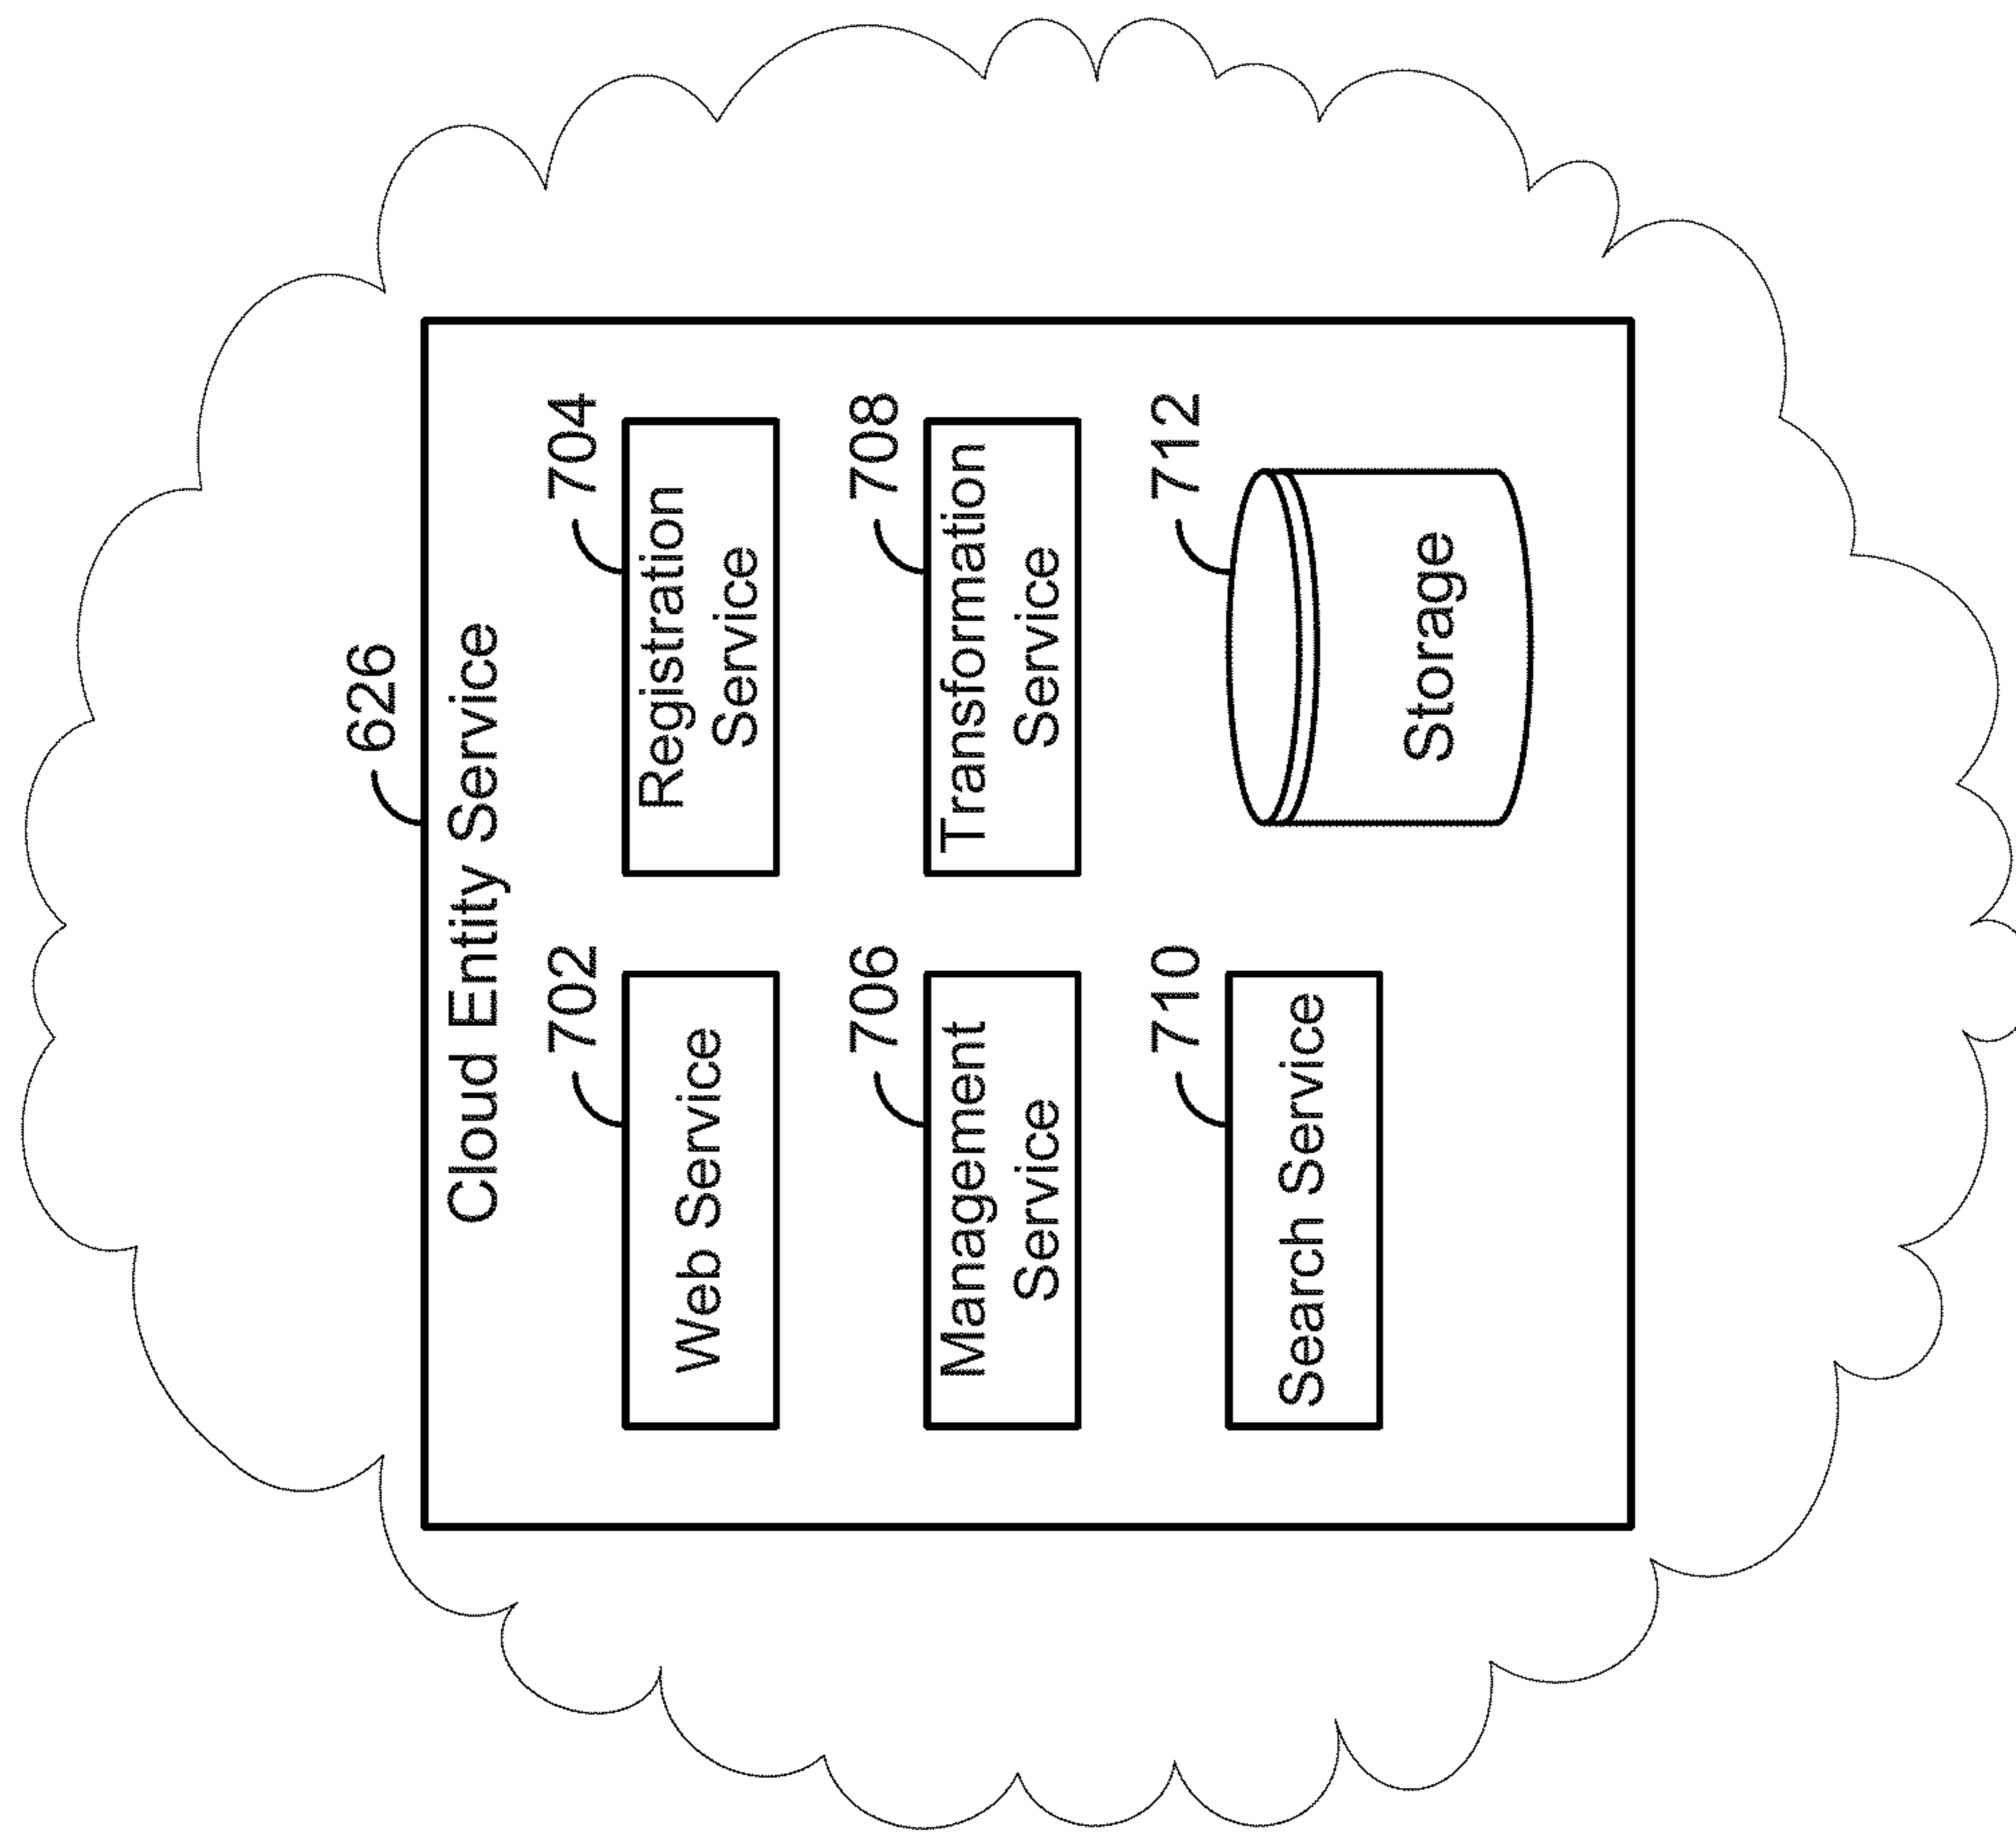 626
Cloud Entity Service
702
Web Service
704
Registration
Service
706
Management
Service
708
Transformation
Service
710
Search Service
712
Storage